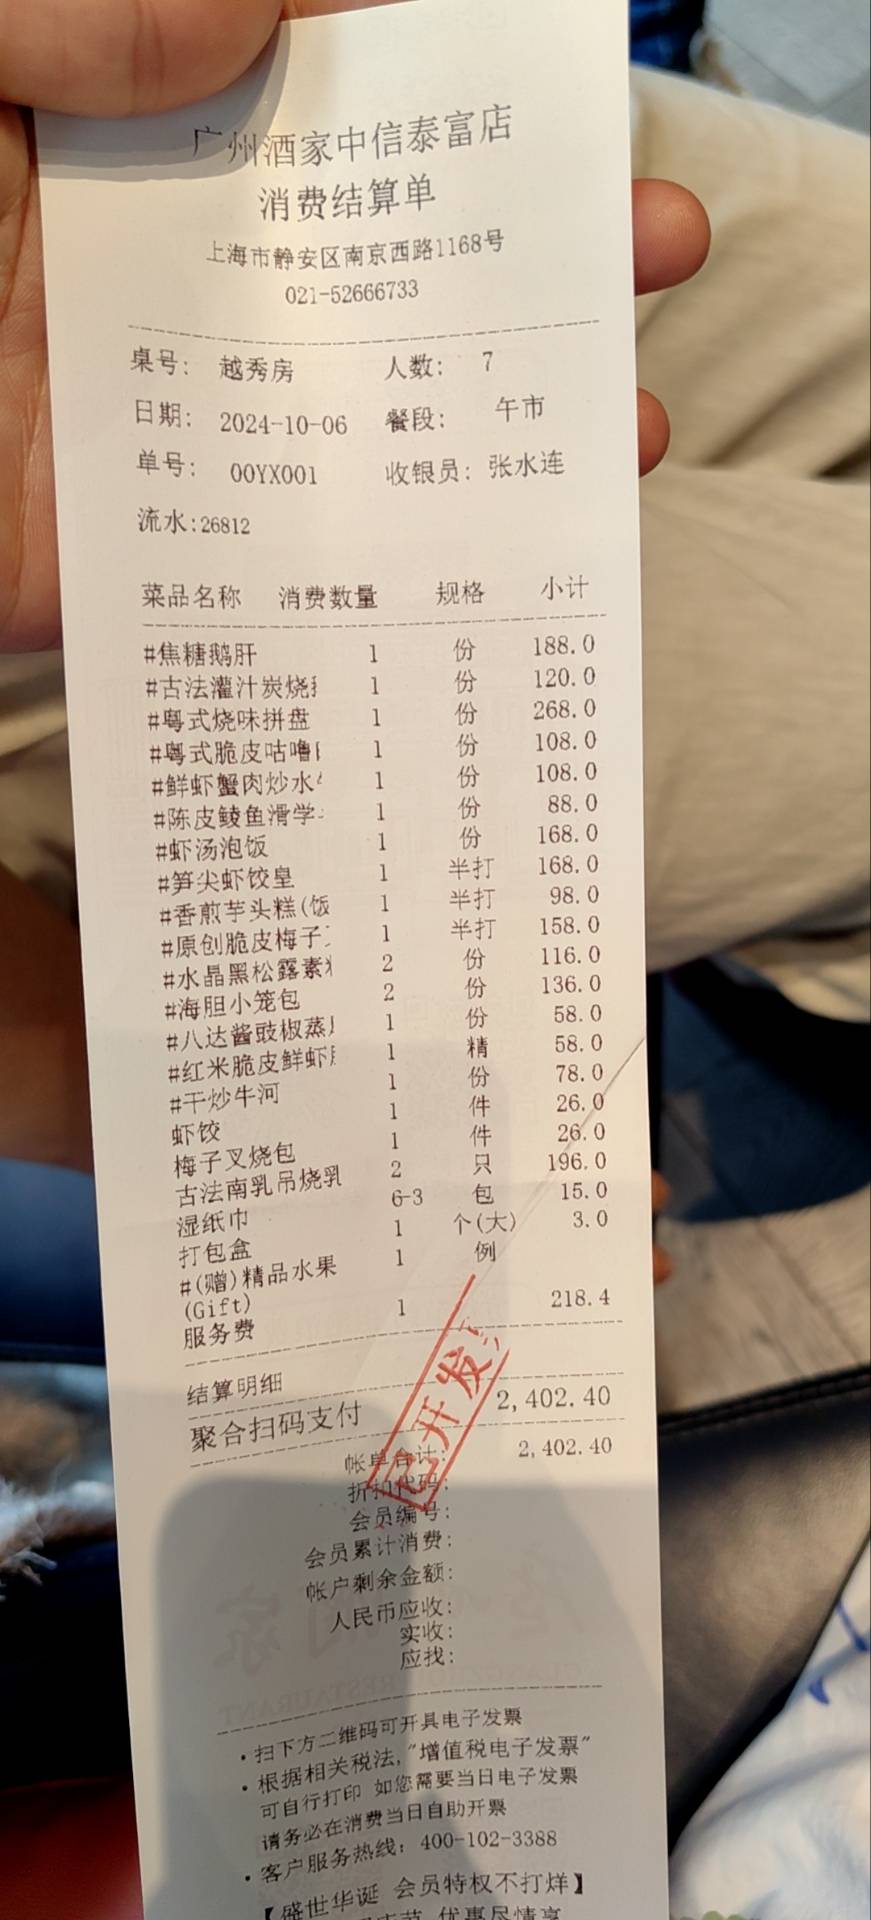 广州酒家中信泰富店
消费结算单
上海市静安区南京西路1168号
021-52666733
桌号: 越秀房 人数: 7
日期: 2024-10-06 餐段: 午市
单号: 00YX001 收银员: 张水连
流水:26812
菜品名称 消费数量 规格 小计
#焦糖鹅肝 1 份 188.0
#古法灌汁炭烧 1 份 120.0
#粤式烧味拼盘 1 份 268.0
#粤式脆皮咕噜 1 份 108.0
#鲜虾蟹肉炒水 1 份 108.0
#陈皮鲮鱼滑学 1 份 88.0
#虾汤泡饭 1 份 168.0
#笋尖虾饺皇 1 半打 168.0
#香煎芋头糕(饭 1 半打 98.0
#原创脆皮梅子 1 半打 158.0
#水晶黑松露素 2 份 116.0
#海胆小笼包 2 份 136.0
#八达酱豉椒蒸 1 份 58.0
#红米脆皮鲜虾 1 精 58.0
#干炒牛河 1 份 78.0
虾饺 1 件 26.0
梅子叉烧包 1 件 26.0
古法南乳吊烧乳 2 只 196.0
湿纸巾 6-3 包 15.0
打包盒 1 个(大) 3.0
#(赠)精品水果 1 例
(Gift)
服务费 1 218.4
结算明细
聚合扫码支付 2,402.40
帐单合计: 2,402.40
已开发票
折扣代码:
会员编号:
会员累计消费:
帐户剩余金额:
人民币应收:
实收:
应找:
·扫下方二维码可开具电子发票
·根据相关税法,"增值税电子发票"
可自行打印 如您需要当日电子发票
请务必在消费当日自助开票
·客户服务热线: 400-102-3388
【盛世华诞 会员特权不打烊】
优惠尽情享